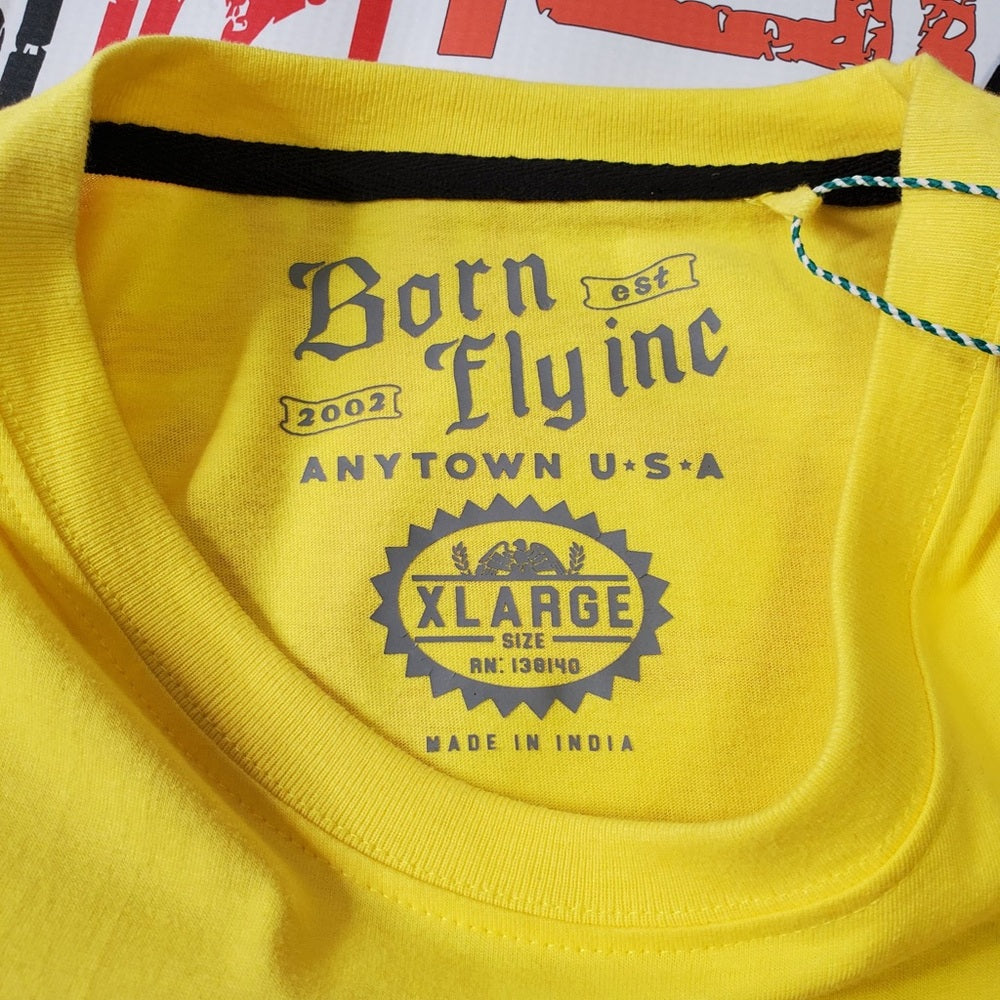 Born est
2002 Fly inc
ANYTOWN U★S★A
XLARGE
SIZE
RN: 138140
MADE IN INDIA